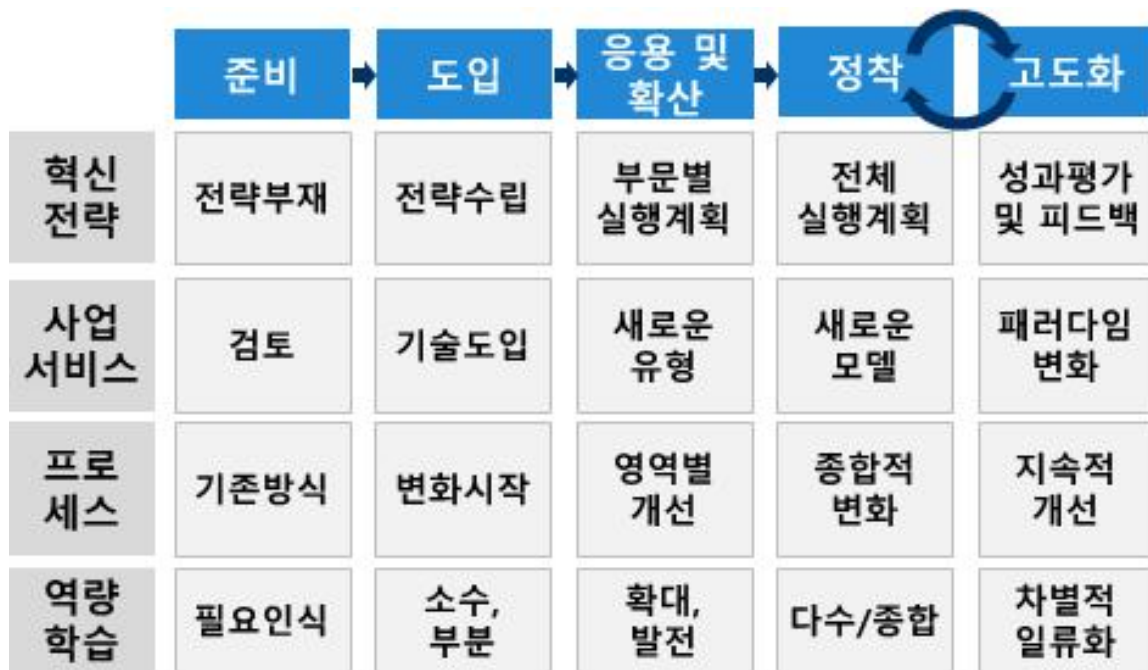 준비
도입
응용 및
확산
정착
고도화
혁신
전략
전략부재
전략수립
부문별
실행계획
전체
실행계획
성과평가
및 피드백
사업
서비스
검토
기술도입
새로운
유형
새로운
모델
패러다임
변화
프로
세스
기존방식
변화시작
영역별
개선
종합적
변화
지속적
개선
역량
학습
필요인식
소수,
부분
확대,
발전
다수/종합
차별적
일류화